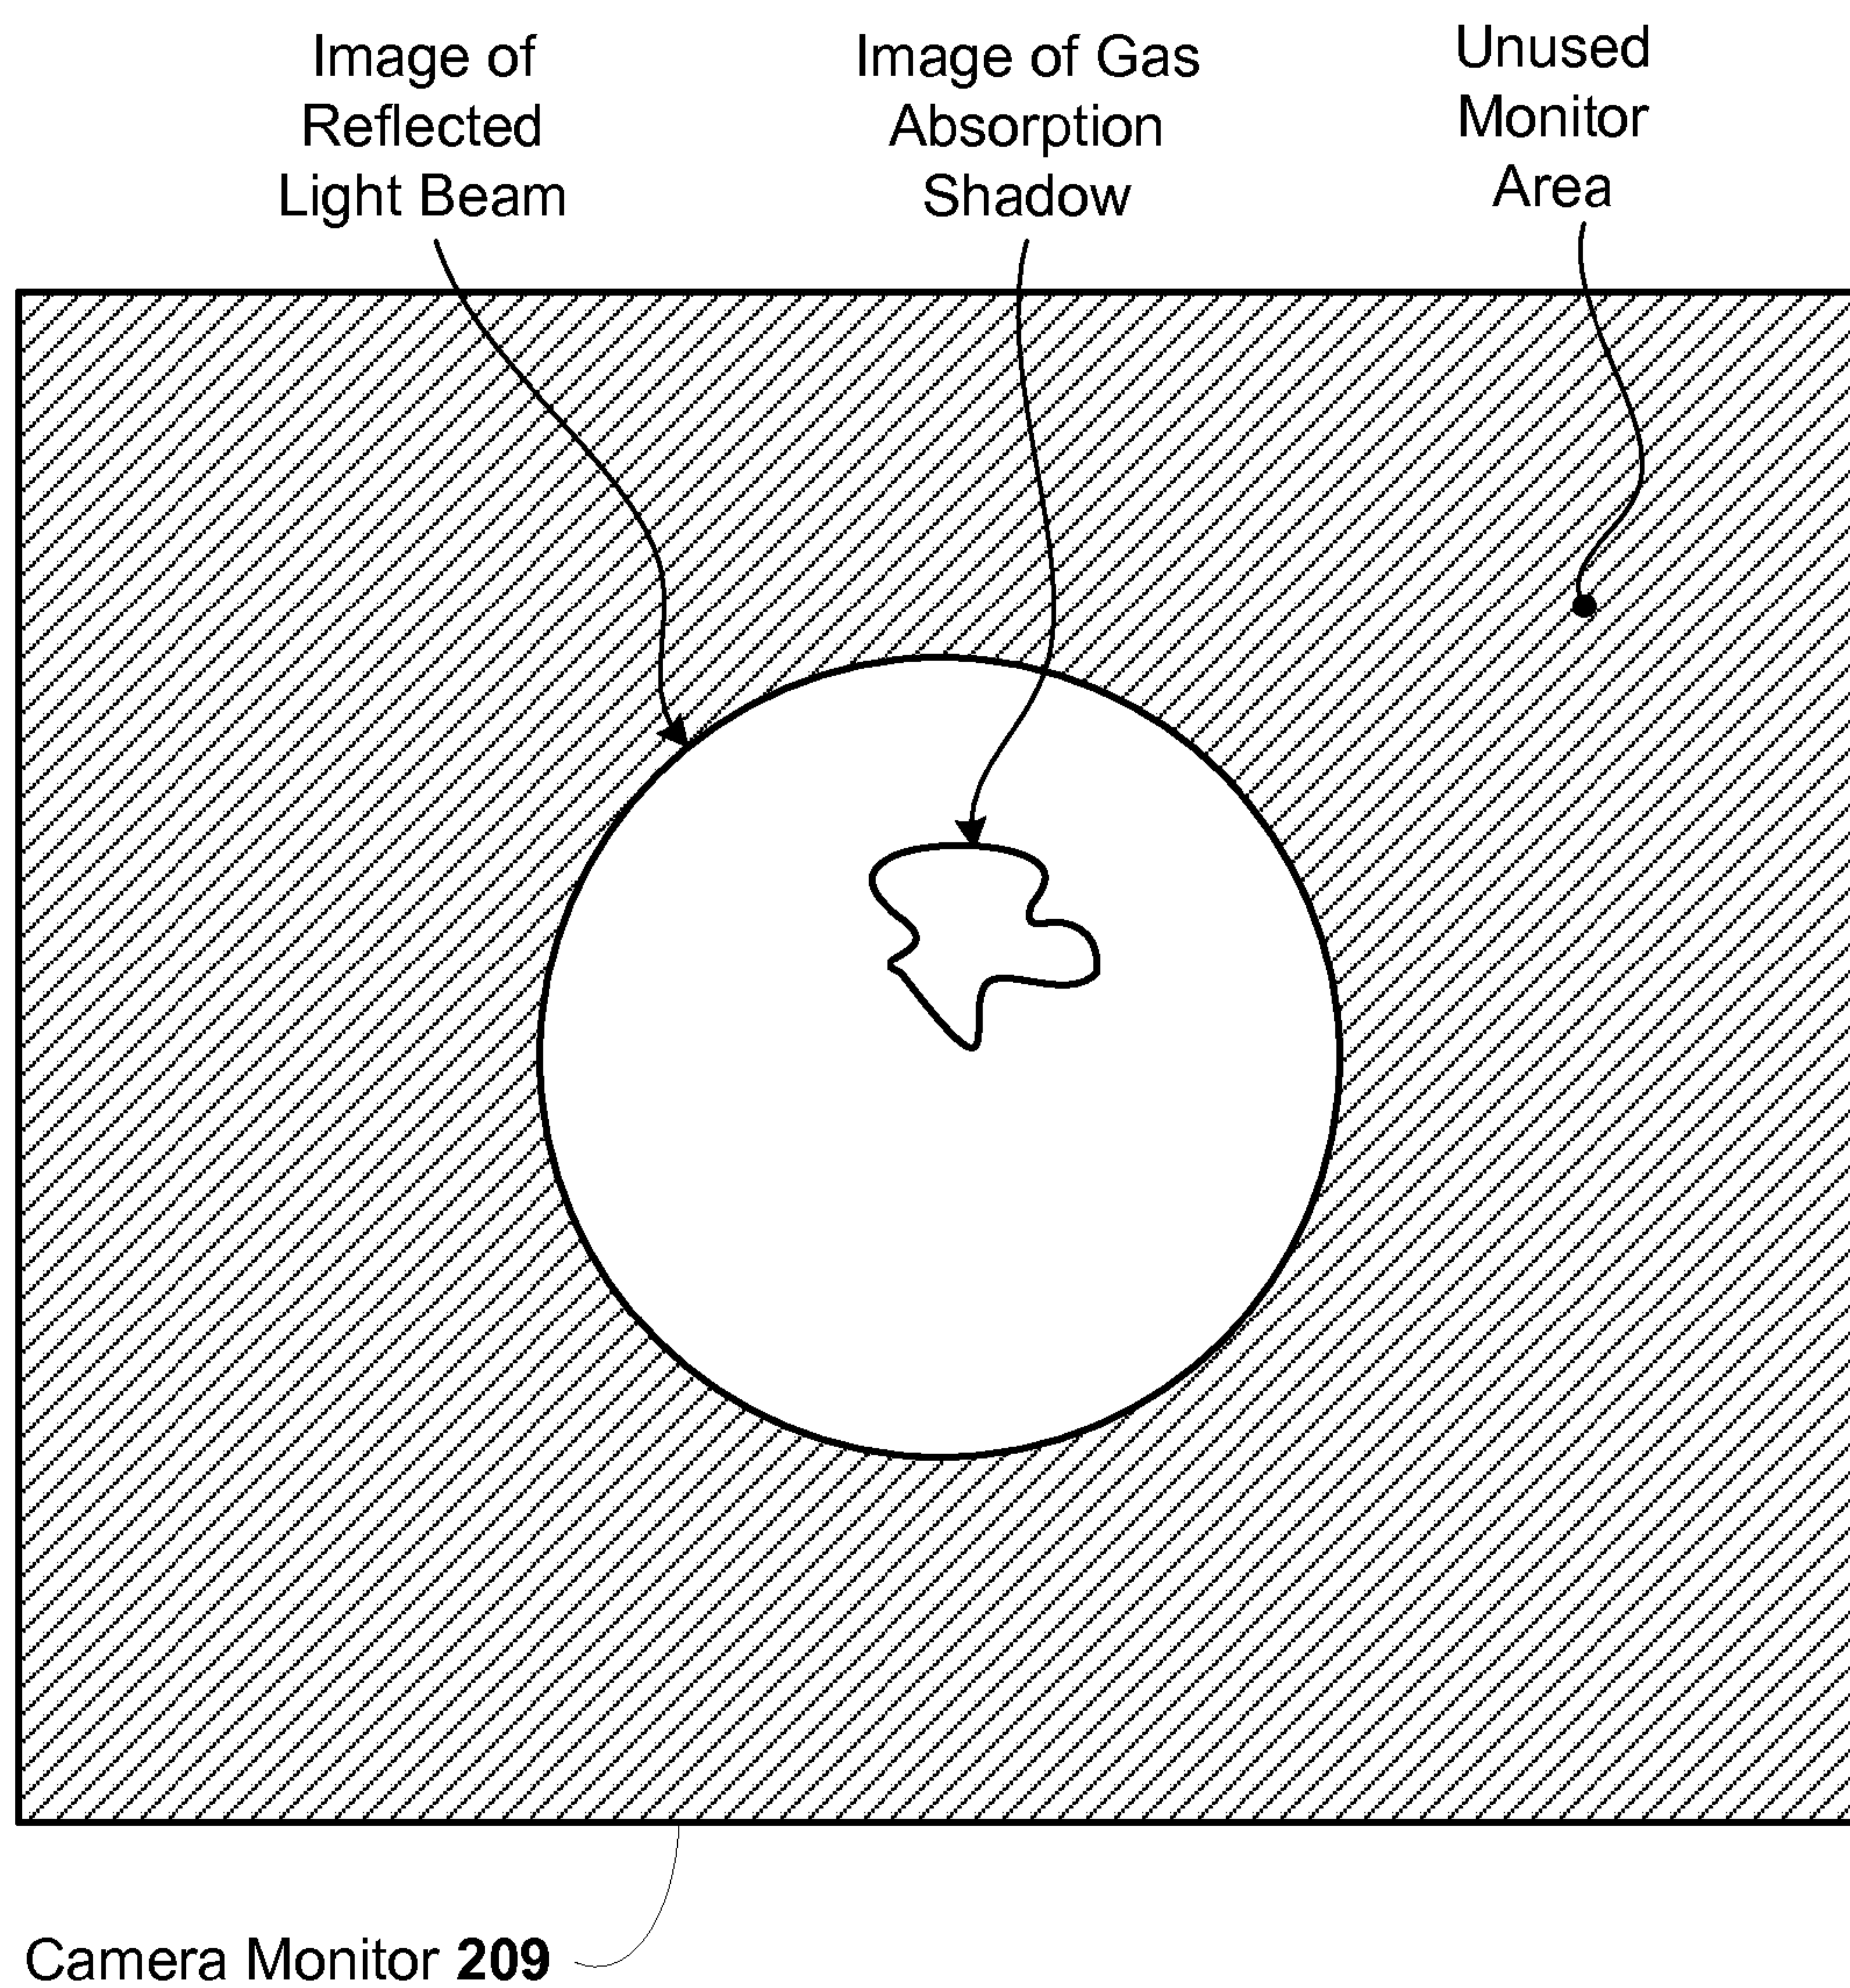 Image of
Reflected
Light Beam
Image of Gas
Absorption
Shadow
Unused
Monitor
Area
Camera Monitor 209